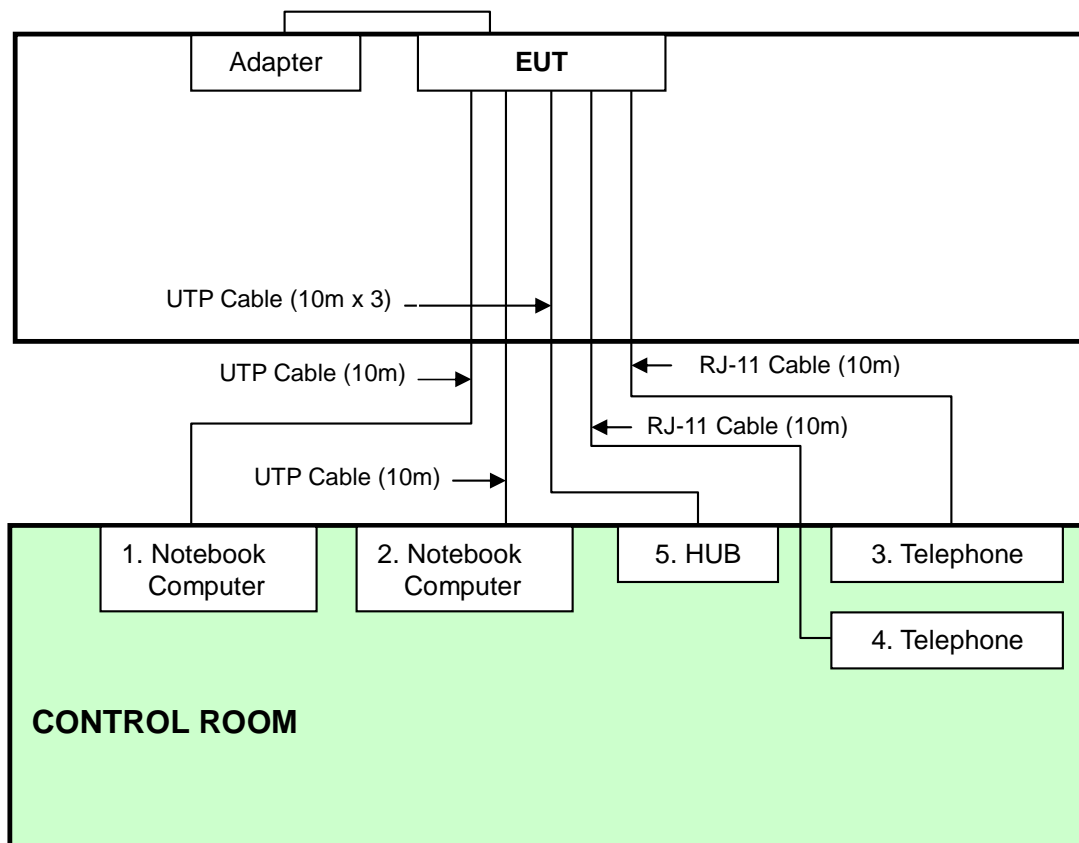 Adapter
EUT
UTP Cable (10m x 3)
UTP Cable (10m)
RJ-11 Cable (10m)
RJ-11 Cable (10m)
UTP Cable (10m)
1. Notebook
Computer
2. Notebook
Computer
5. HUB
3. Telephone
4. Telephone
CONTROL ROOM